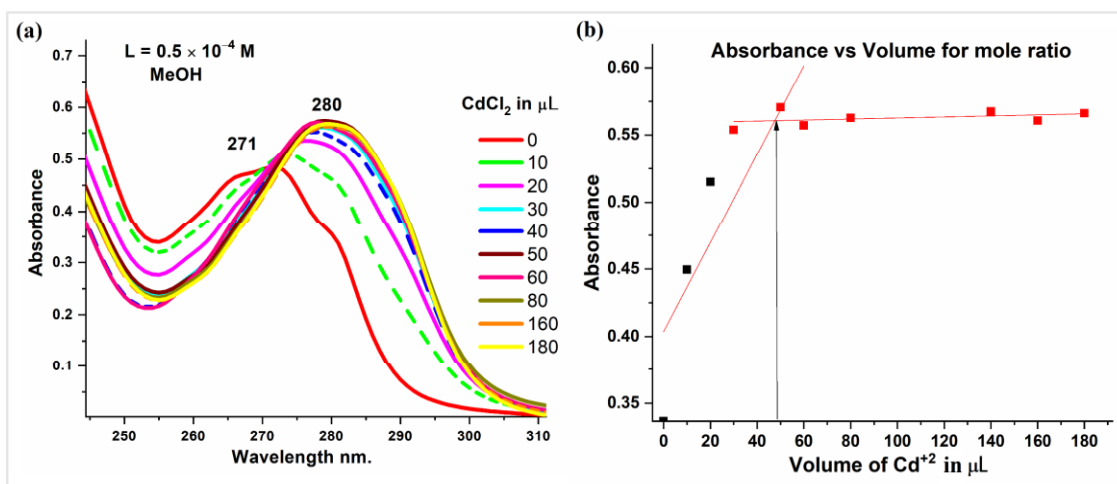 (a)
L = 0.5 × 10⁻⁴ M
MeOH
271
280
CdCl₂ in μL
0
10
20
30
40
50
60
80
160
180
0.7
0.6
0.5
0.4
0.3
0.2
0.1
Absorbance
250 260 270 280 290 300 310
Wavelength nm.
(b)
Absorbance vs Volume for mole ratio
0.60
0.55
0.50
0.45
0.40
0.35
Absorbance
0 20 40 60 80 100 120 140 160 180
Volume of Cd⁺² in μL